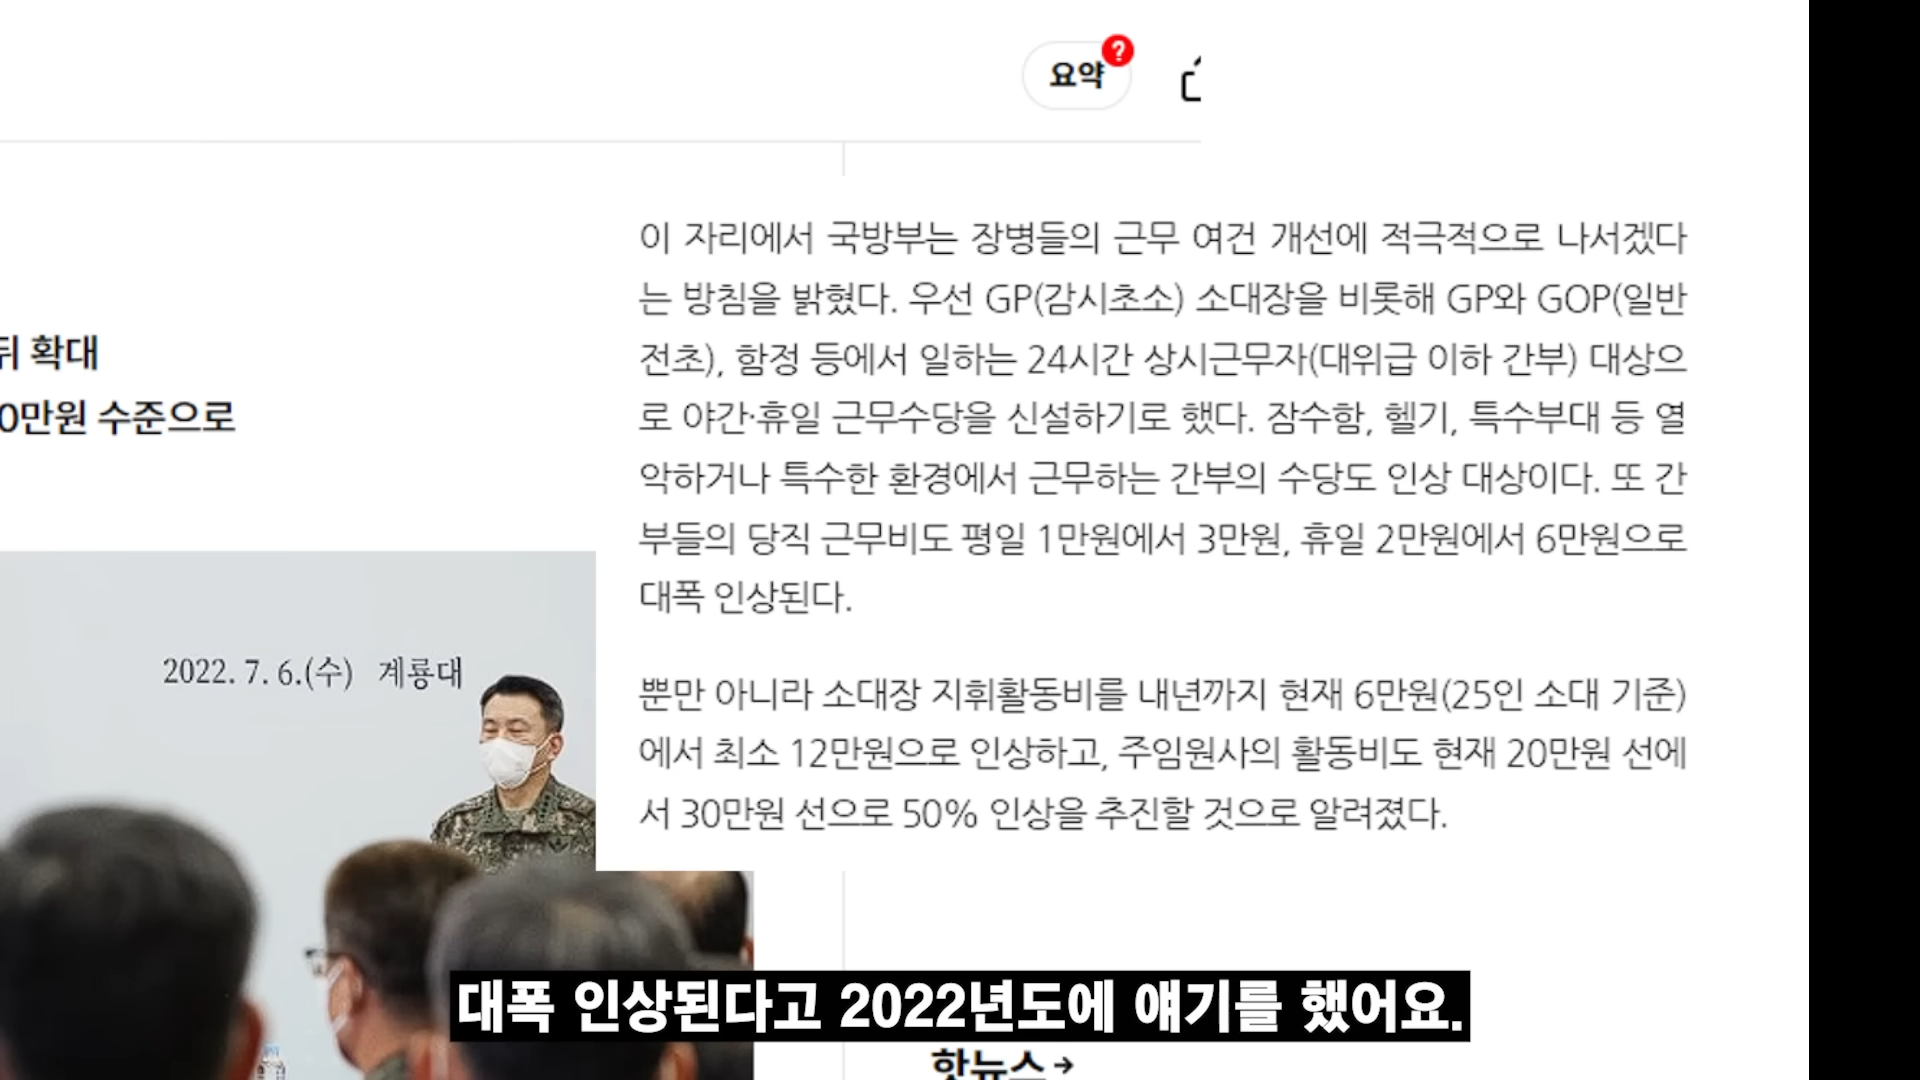 요약
?
뒤 확대
0만원 수준으로
이 자리에서 국방부는 장병들의 근무 여건 개선에 적극적으로 나서겠다
는 방침을 밝혔다. 우선 GP(감시초소) 소대장을 비롯해 GP와 GOP(일반
전초), 함정 등에서 일하는 24시간 상시근무자(대위급 이하 간부) 대상으
로 야간·휴일 근무수당을 신설하기로 했다. 잠수함, 헬기, 특수부대 등 열
악하거나 특수한 환경에서 근무하는 간부의 수당도 인상 대상이다. 또 간
부들의 당직 근무비도 평일 1만원에서 3만원, 휴일 2만원에서 6만원으로
대폭 인상된다.
뿐만 아니라 소대장 지휘활동비를 내년까지 현재 6만원(25인 소대 기준)
에서 최소 12만원으로 인상하고, 주임원사의 활동비도 현재 20만원 선에
서 30만원 선으로 50% 인상을 추진할 것으로 알려졌다.
2022. 7. 6.(수) 계룡대
대폭 인상된다고 2022년도에 얘기를 했어요.
핫뉴스→